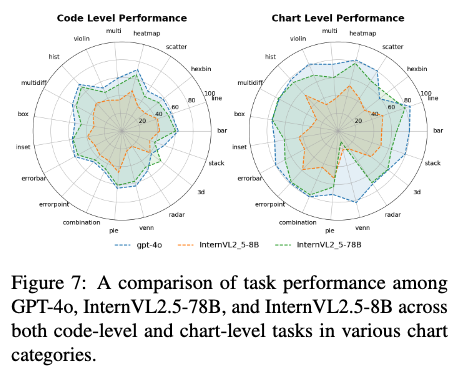 Code Level Performance
Chart Level Performance
multi
heatmap
scatter
hexbin
line
bar
stack
3d
radar
venn
pie
combination
errorpoint
errorbar
inset
box
multidiff
hist
violin
20
40
60
80
100
multi
heatmap
scatter
hexbin
line
bar
stack
3d
radar
venn
pie
combination
errorpoint
errorbar
inset
box
multidiff
hist
violin
20
40
60
80
100
gpt-4o
InternVL2_5-8B
InternVL2_5-78B
Figure 7: A comparison of task performance among
GPT-4o, InternVL2.5-78B, and InternVL2.5-8B across
both code-level and chart-level tasks in various chart
categories.